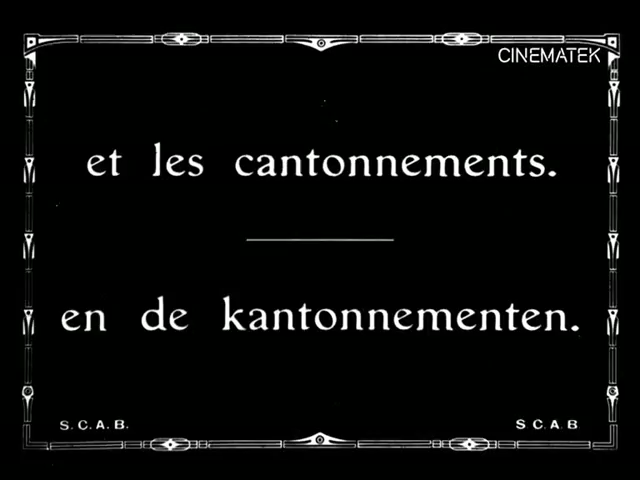 CINEMATEK
et les cantonnements.
en de kantonnementen.
S.C.A.B. S C.A.B